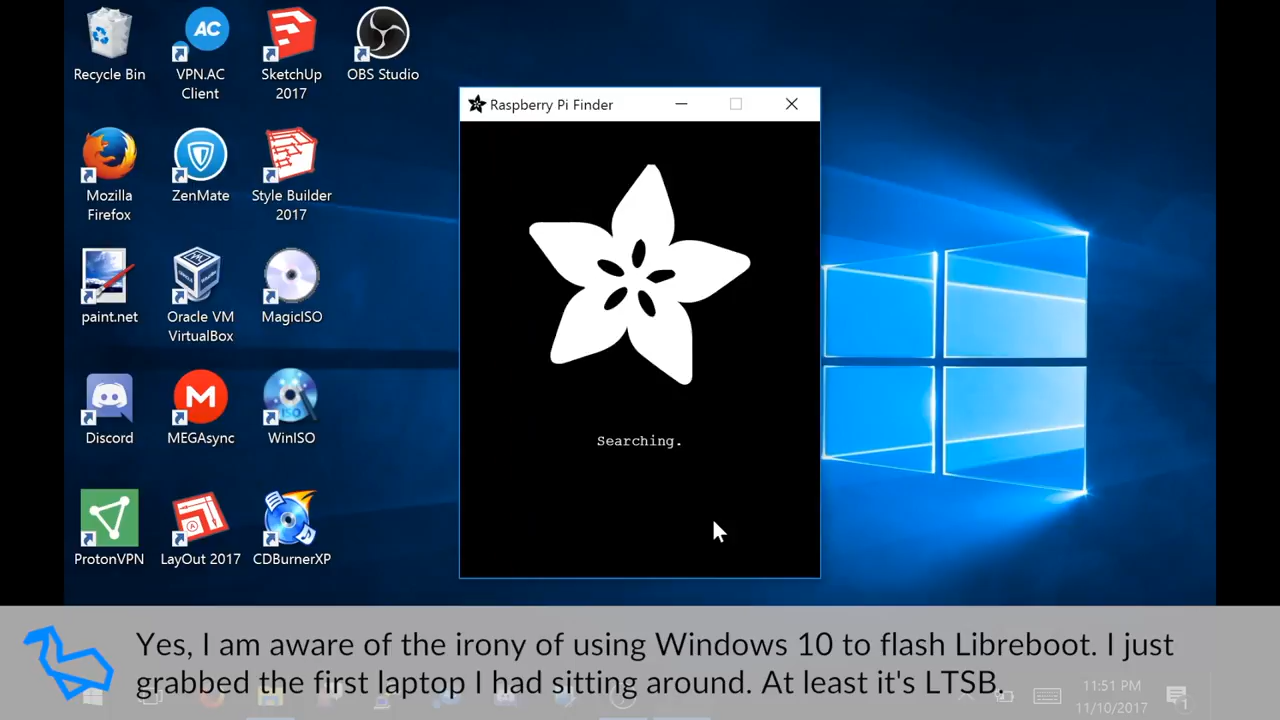 Recycle Bin
VPN.AC
Client
SketchUp
2017
OBS Studio
Mozilla
Firefox
ZenMate
Style Builder
2017
paint.net
Oracle VM
VirtualBox
MagicISO
Discord
MEGAsync
WinISO
ProtonVPN
LayOut 2017
CDBurnerXP
AC
M
ISO
Raspberry Pi Finder
Searching.
Yes, I am aware of the irony of using Windows 10 to flash Libreboot. I just
grabbed the first laptop I had sitting around. At least it's LTSB.
11:51 PM
11/10/2017
1